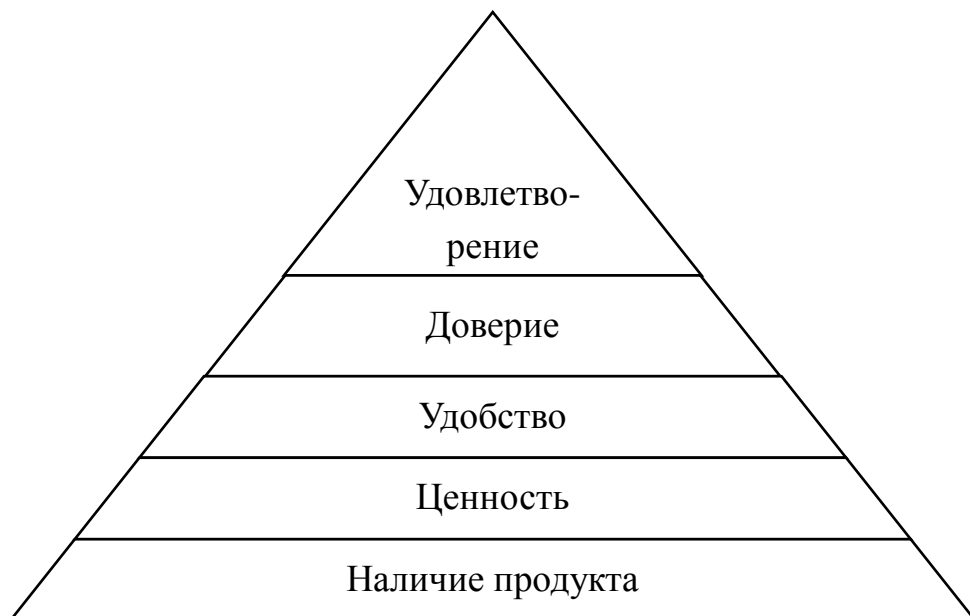 Удовлетво-
рение
Доверие
Удобство
Ценность
Наличие продукта